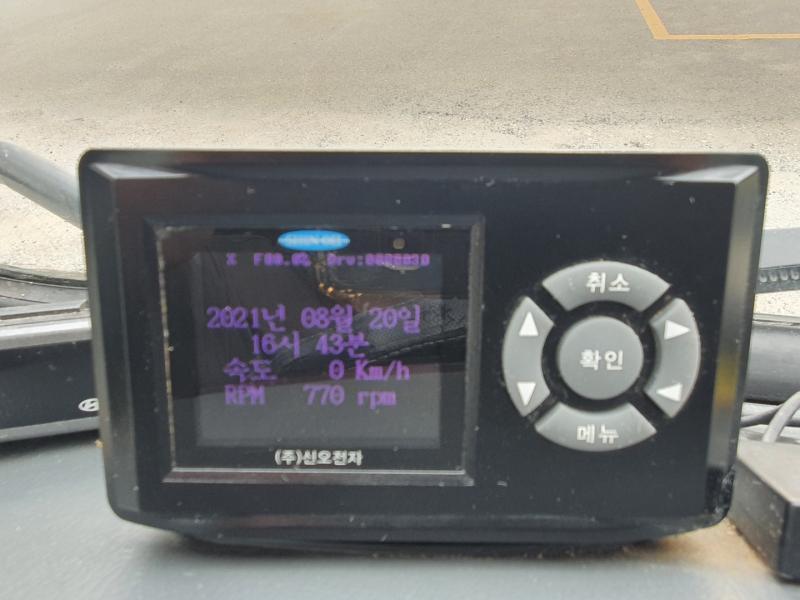 2021년 08월 20일
16시 43분
속도 0 Km/h
RPM 770 rpm
(주)신오전자
취소
확인
메뉴